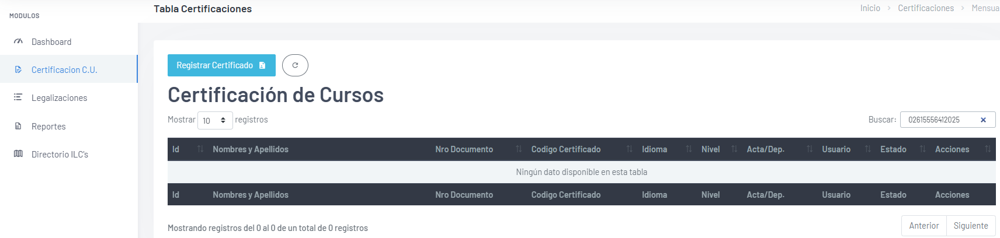 Tabla Certificaciones
Inicio > Certificaciones > Mensua
MODULOS
Dashboard
Certificacion C.U.
Legalizaciones
Reportes
Directorio ILC's
Registrar Certificado
Certificación de Cursos
Mostrar 10 registros
Buscar: 02615556412025 ×
Id Nombres y Apellidos Nro Documento Codigo Certificado Idioma Nivel Acta/Dep. Usuario Estado Acciones
Ningún dato disponible en esta tabla
Id Nombres y Apellidos Nro Documento Codigo Certificado Idioma Nivel Acta/Dep. Usuario Estado Acciones
Mostrando registros del 0 al 0 de un total de 0 registros
Anterior Siguiente